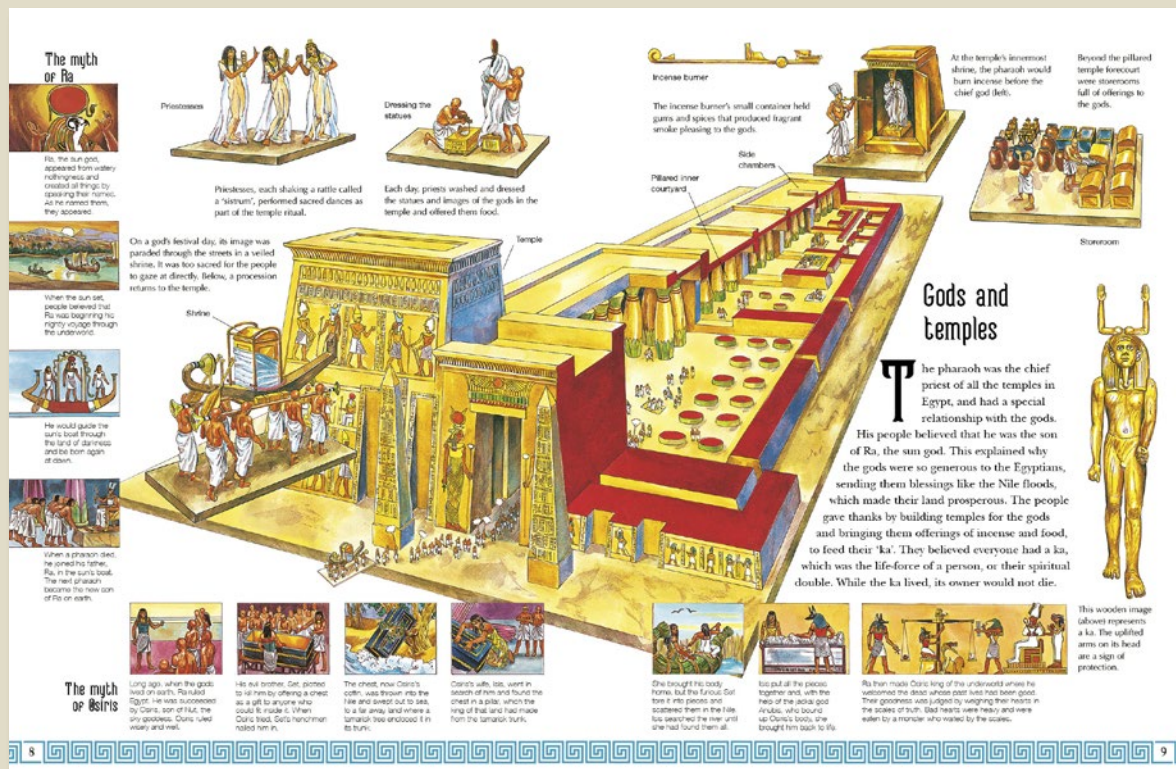 The myth
of Ra
Ra, the sun god,
appeared from watery
nothingness and
created all things by
speaking their names.
As he named them,
they appeared.
When the sun set,
people believed that
Ra was beginning his
nightly voyage through
the underworld.
He would guide the
sun's boat through
the land of darkness
and be born again
at dawn.
When a pharaoh died,
he joined his father,
Ra, in the sun's boat.
The next pharaoh
became the new son
of Ra on earth.
Priestesses
Priestesses, each shaking a rattle called
a 'sistrum', performed sacred dances as
part of the temple ritual.
Dressing the
statues
Each day, priests washed and dressed
the statues and images of the gods in the
temple and offered them food.
On a god's festival day, its image was
paraded through the streets in a veiled
shrine. It was too sacred for the people
to gaze at directly. Below, a procession
returns to the temple.
Shrine
Temple
Incense burner
The incense burner's small container held
gums and spices that produced fragrant
smoke pleasing to the gods.
Side
chambers
Pillared inner
courtyard
At the temple's innermost
shrine, the pharaoh would
burn incense before the
chief god (left).
Beyond the pillared
temple forecourt
were storerooms
full of offerings to
the gods.
Storeroom
Gods and
temples
The pharaoh was the chief
priest of all the temples in
Egypt, and had a special
relationship with the gods.
His people believed that he was the son
of Ra, the sun god. This explained why
the gods were so generous to the Egyptians,
sending them blessings like the Nile floods,
which made their land prosperous. The people
gave thanks by building temples for the gods
and bringing them offerings of incense and food,
to feed their 'ka'. They believed everyone had a ka,
which was the life-force of a person, or their spiritual
double. While the ka lived, its owner would not die.
This wooden image
(above) represents
a ka. The uplifted
arms on its head
are a sign of
protection.
The myth
of Osiris
Long ago, when the gods
lived on earth, Ra ruled
Egypt. He was succeeded
by Osiris, son of Nut, the
sky goddess. Osiris ruled
wisely and well.
His evil brother, Set, plotted
to kill him by offering a chest
as a gift to anyone who
could fit inside it. When
Osiris tried, Set's henchmen
nailed him in.
The chest, now Osiris's
coffin, was thrown into the
Nile and swept out to sea,
to a far away land where a
tamarisk tree enclosed it in
its trunk.
Osiris's wife, Isis, went in
search of him and found the
chest in a pillar, which the
king of that land had made
from the tamarisk trunk.
She brought his body
home, but the furious Set
tore it into pieces and
scattered them in the Nile.
Isis searched the river until
she had found them all.
Isis put all the pieces
together and, with the
help of the jackal god
Anubis, who bound
up Osiris's body, she
brought him back to life.
Ra then made Osiris king of the underworld where he
welcomed the dead whose past lives had been good.
Their goodness was judged by weighing their hearts in
the scales of truth. Bad hearts were heavy and were
eaten by a monster who waited by the scales.
8
9